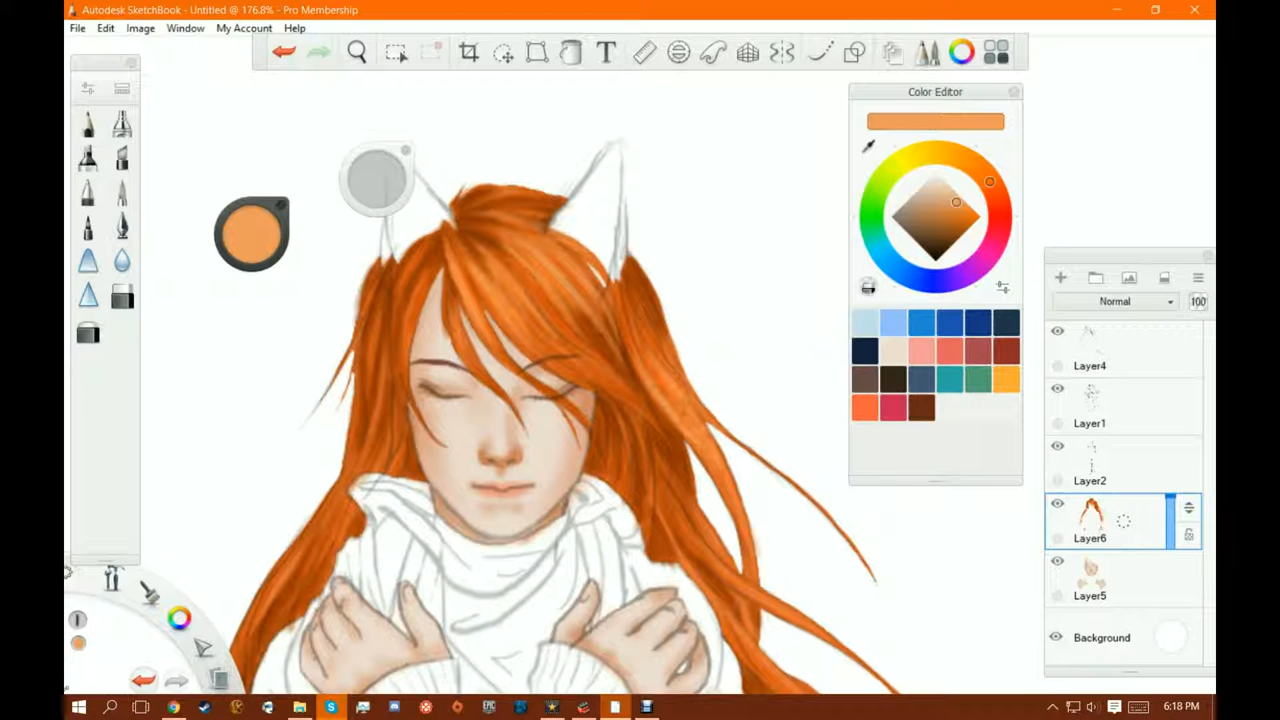 Autodesk SketchBook - Untitled @ 176.8% - Pro Membership
File Edit Image Window My Account Help
T
Color Editor
Normal 100
Layer4
Layer1
Layer2
Layer6
Layer5
Background
6:18 PM